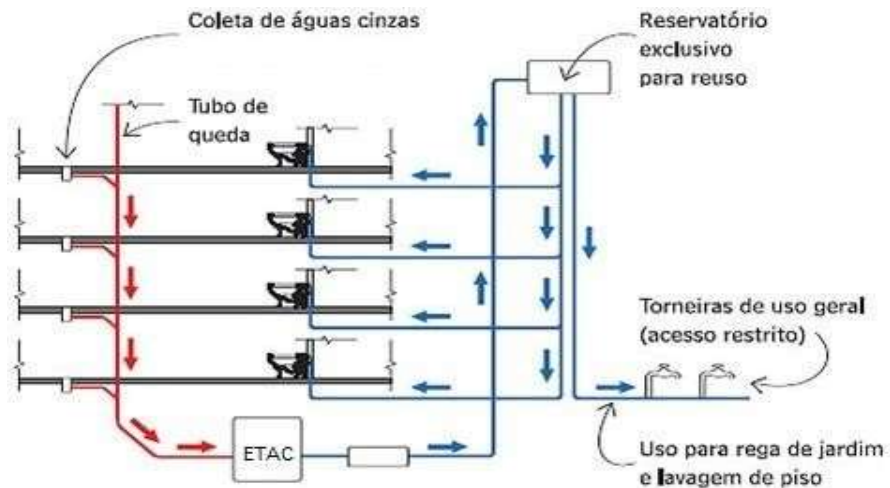 Coleta de águas cinzas
Tubo de
queda
Reservatório
exclusivo
para reuso
Torneiras de uso geral
(acesso restrito)
ETAC
Uso para rega de jardim
e lavagem de piso